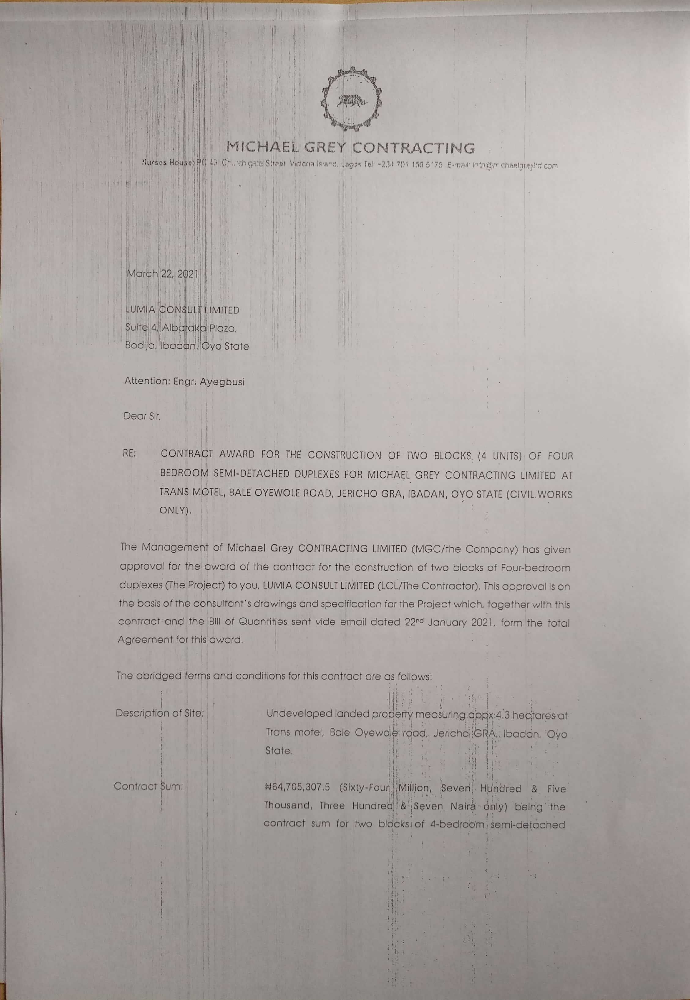 MICHAEL GREY CONTRACTING
Nurses House, PC 43, Church gate Street, Victoria Island, Lagos Tel: +234 701 156 5175 E-mail:
March 22, 2021
LUMIA CONSULT LIMITED
Suite 4, Albaraka Plaza,
Bodija, Ibadan, Oyo State
Attention: Engr. Ayegbusi
Dear Sir,
RE: CONTRACT AWARD FOR THE CONSTRUCTION OF TWO BLOCKS (4 UNITS) OF FOUR
BEDROOM SEMI-DETACHED DUPLEXES FOR MICHAEL GREY CONTRACTING LIMITED AT
TRANS MOTEL, BALE OYEWOLE ROAD, JERICHO GRA, IBADAN, OYO STATE (CIVIL WORKS
ONLY).
The Management of Michael Grey CONTRACTING LIMITED (MGC/the Company) has given
approval for the award of the contract for the construction of two blocks of Four-bedroom
duplexes (The Project) to you, LUMIA CONSULT LIMITED (LCL/The Contractor). This approval is on
the basis of the consultant's drawings and specification for the Project which, together with this
contract and the Bill of Quantities sent vide email dated 22nd January 2021, form the total
Agreement for this award.
The abridged terms and conditions for this contract are as follows:
Description of Site: Undeveloped landed property measuring appx 4.3 hectares at
Trans motel, Bale Oyewole road, Jericho GRA, Ibadan, Oyo
State.
Contract Sum: ₦64,705,307.5 (Sixty-Four Million, Seven Hundred & Five
Thousand, Three Hundred & Seven Naira only) being the
contract sum for two blocks of 4-bedroom semi-detached